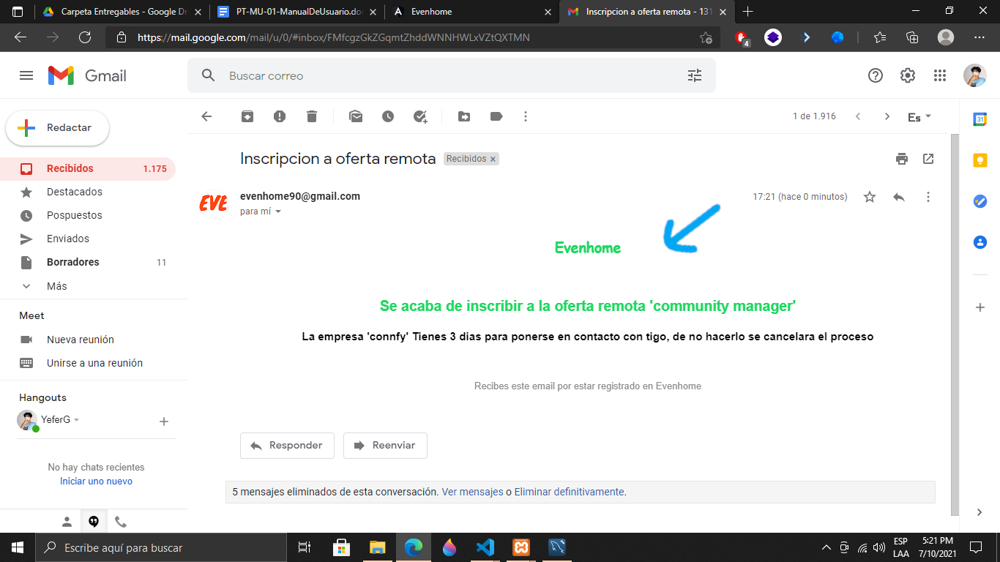 Carpeta Entregables - Google Dr
PT-MU-01-ManualDeUsuario.doc
Evenhome
Inscripcion a oferta remota - 131
https://mail.google.com/mail/u/0/#inbox/FMfcgzGkZGqmtZhddWNNHWLxVZtQXTMN
4
Gmail
Buscar correo
Redactar
1 de 1.916
Es
31
Recibidos 1.175
Destacados
Pospuestos
Enviados
Borradores 11
Más
Meet
Nueva reunión
Unirse a una reunión
Hangouts
YeferG
No hay chats recientes
Iniciar uno nuevo
Inscripcion a oferta remota Recibidos x
EVE
evenhome90@gmail.com
17:21 (hace 0 minutos)
para mí
Evenhome
Se acaba de inscribir a la oferta remota 'community manager'
La empresa 'connfy' Tienes 3 dias para ponerse en contacto con tigo, de no hacerlo se cancelara el proceso
Recibes este email por estar registrado en Evenhome
Responder
Reenviar
5 mensajes eliminados de esta conversación. Ver mensajes o Eliminar definitivamente.
Escribe aquí para buscar
ESP
LAA
5:21 PM
7/10/2021